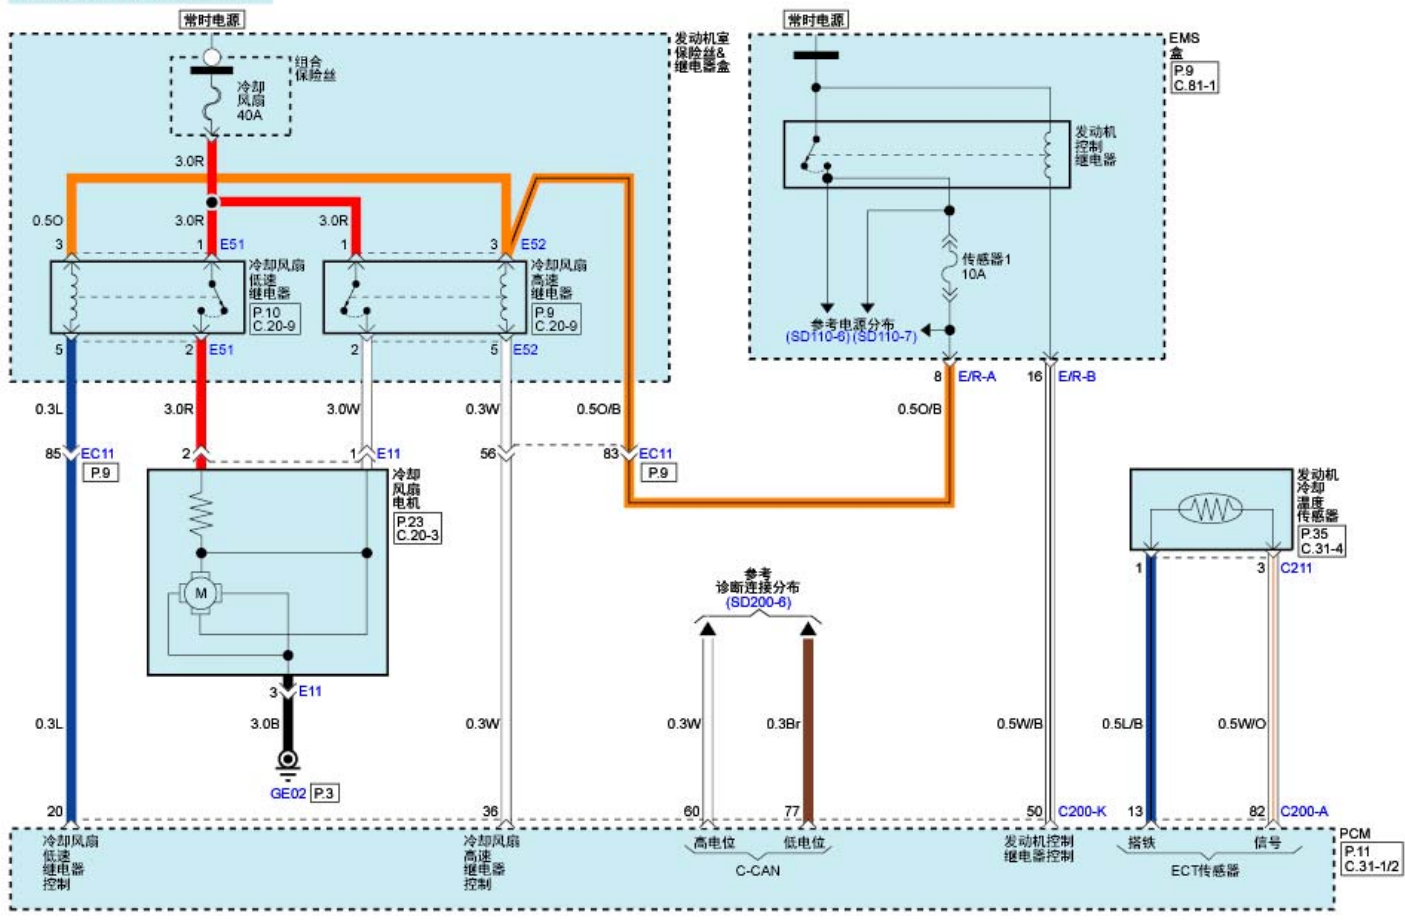 常时电源
常时电源
发动机室
保险丝&
继电器盒
EMS
盒
P.9
C.81-1
组合
保险丝
冷却
风扇
40A
发动机
控制
继电器
3.0R
0.5O
3.0R
3.0R
3
1
E51
1
3
E52
冷却风扇
低速
继电器
P.10
C.20-9
冷却风扇
高速
继电器
P.9
C.20-9
传感器1
10A
参考电源分布
(SD110-6)
(SD110-7)
5
2
E51
2
5
E52
8
E/R-A
16
E/R-B
0.3L
3.0R
3.0W
0.3W
0.5O/B
0.5O/B
85
EC11
P.9
2
1
E11
56
83
EC11
P.9
冷却
风扇
电机
P.23
C.20-3
M
发动机
冷却
温度
传感器
P.35
C.31-4
1
3
C211
参考
诊断连接分布
(SD200-6)
3
E11
0.3L
3.0B
0.3W
0.3W
0.3Br
0.5W/B
0.5L/B
0.5W/O
GE02
P.3
20
36
60
77
50
C200-K
13
82
C200-A
冷却风扇
低速
继电器
控制
冷却风扇
高速
继电器
控制
高电位
低电位
C-CAN
发动机控制
继电器控制
搭铁
信号
ECT传感器
PCM
P.11
C.31-1/2